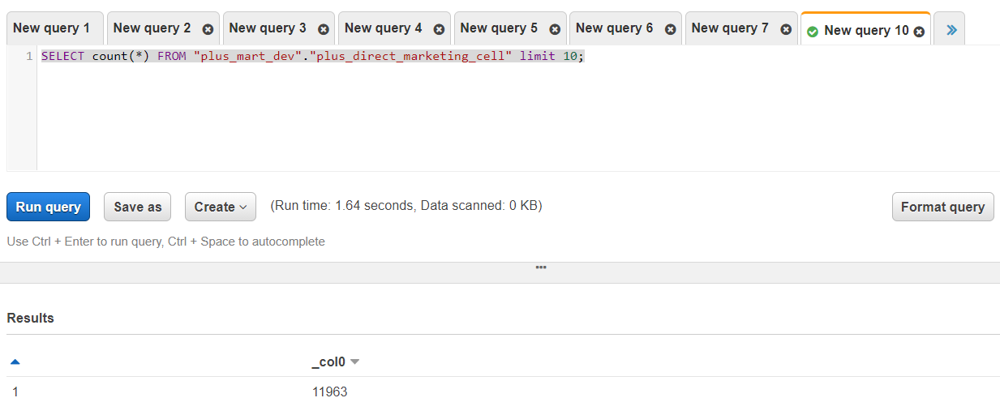 New query 1 New query 2 New query 3 New query 4 New query 5 New query 6 New query 7 New query 10 »
1 SELECT count(*) FROM "plus_mart_dev"."plus_direct_marketing_cell" limit 10;
Run query Save as Create (Run time: 1.64 seconds, Data scanned: 0 KB) Format query
Use Ctrl + Enter to run query, Ctrl + Space to autocomplete
Results
_col0
1 11963